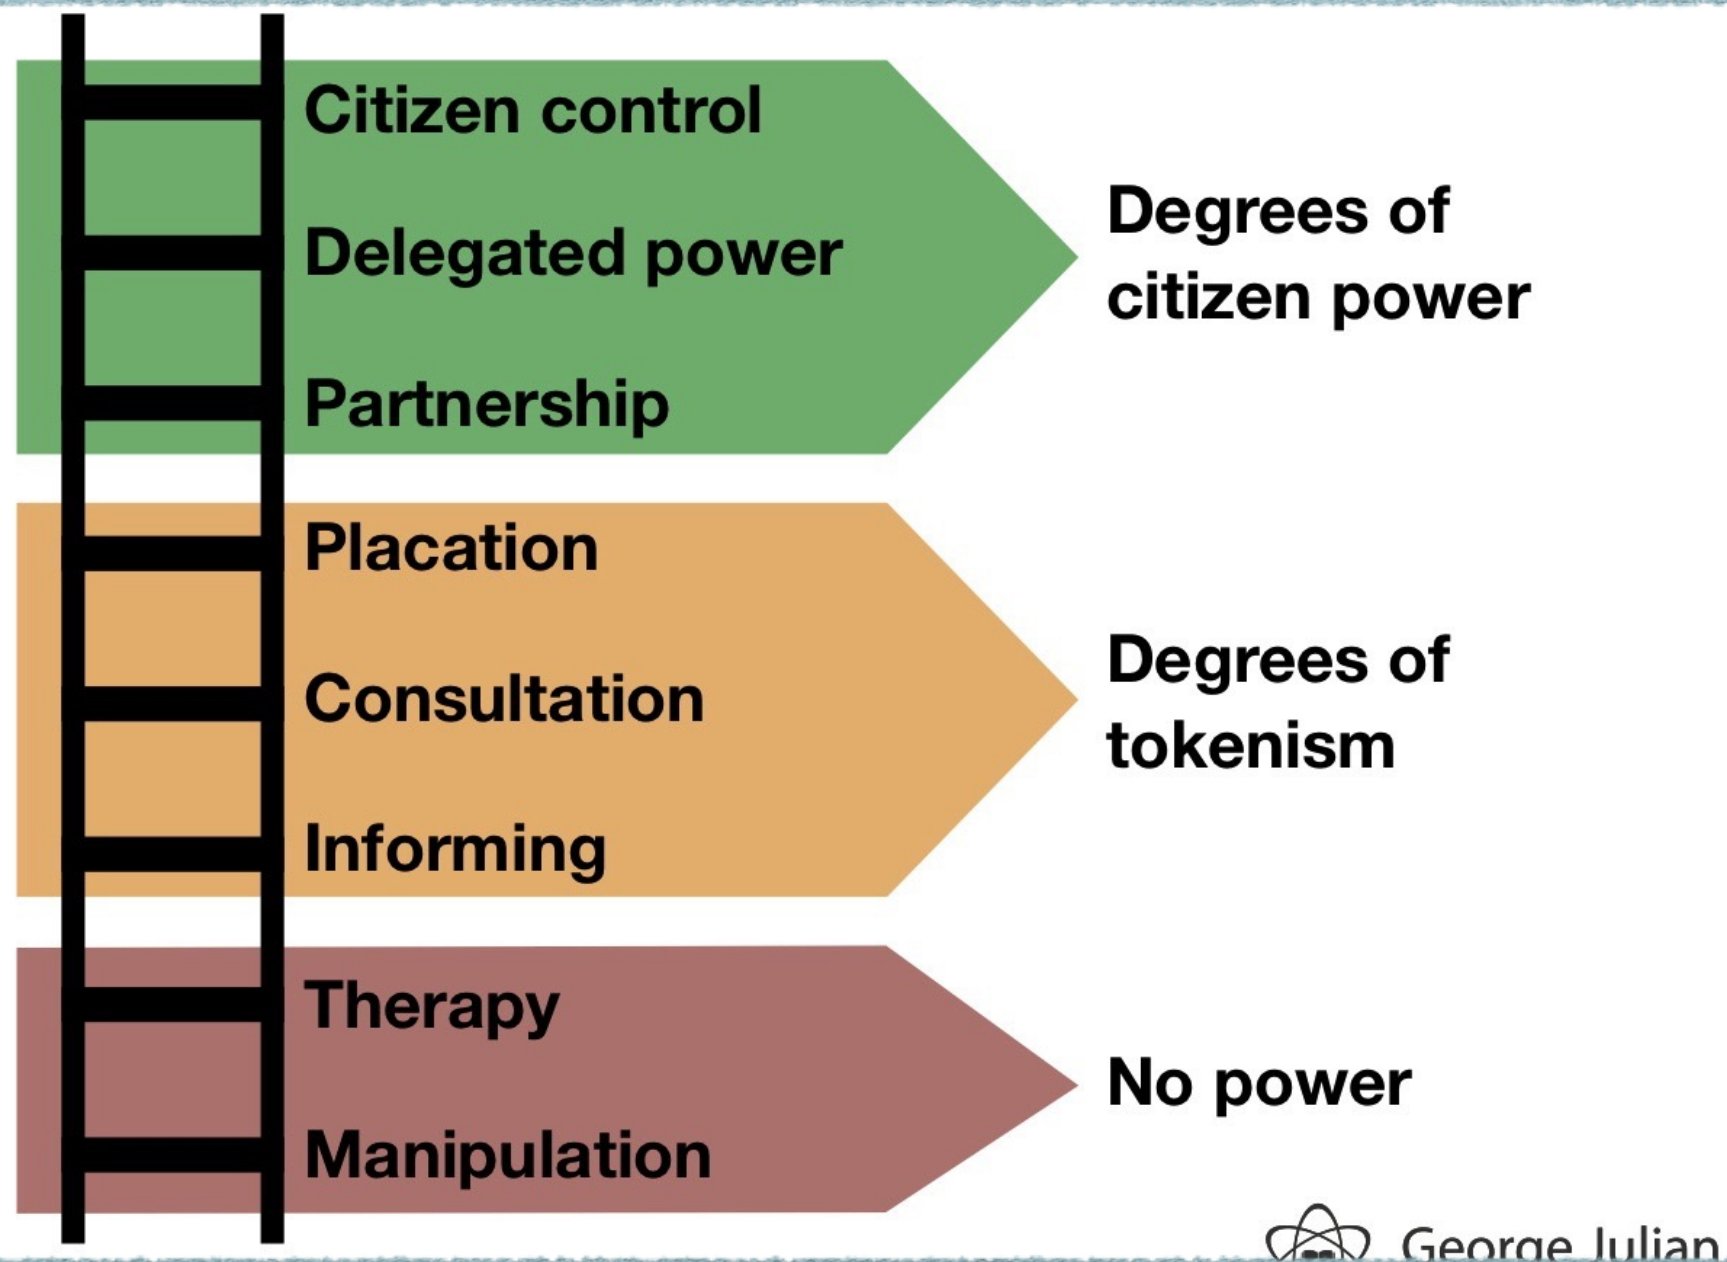 Citizen control
Delegated power
Partnership
Degrees of
citizen power
Placation
Consultation
Informing
Degrees of
tokenism
Therapy
Manipulation
No power
George Julian